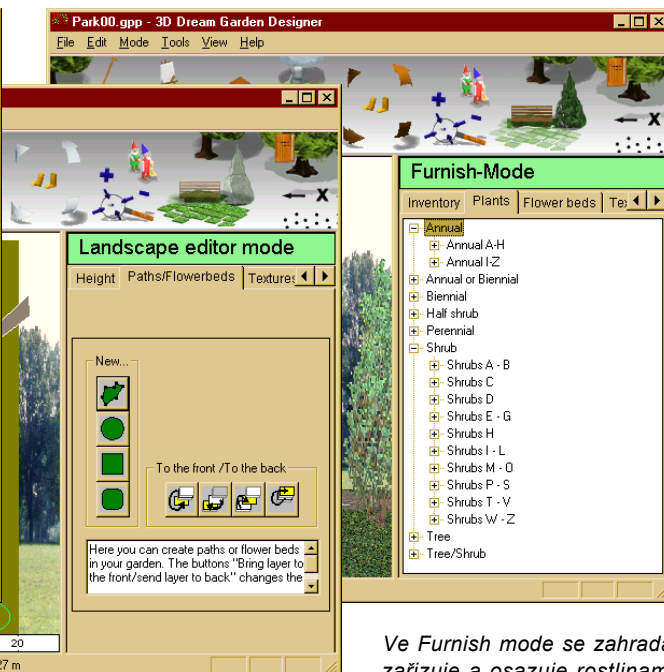 Park00.gpp - 3D Dream Garden Designer
File Edit Mode Tools View Help
Furnish-Mode
Inventory Plants Flower beds
Annual
Annual A-H
Annual I-Z
Annual or Biennial
Biennial
Half shrub
Perennial
Shrub
Shrubs A - B
Shrubs C
Shrubs D
Shrubs E - G
Shrubs H
Shrubs I - L
Shrubs M - O
Shrubs P - S
Shrubs T - V
Shrubs W - Z
Tree
Tree/Shrub
Landscape editor mode
Height Paths/Flowerbeds Textures
New...
To the front /To the back
Here you can create paths or flower beds
in your garden. The buttons "Bring layer to
the front/send layer to back" changes the
20
27 m
Ve Furnish mode se zahrada
zařizuje a osazuje rostlinam